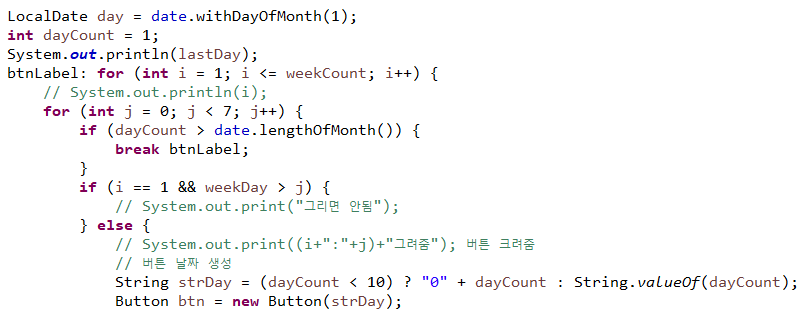 LocalDate day = date.withDayOfMonth(1);
int dayCount = 1;
System.out.println(lastDay);
btnLabel: for (int i = 1; i <= weekCount; i++) {
    // System.out.println(i);
    for (int j = 0; j < 7; j++) {
        if (dayCount > date.lengthOfMonth()) {
            break btnLabel;
        }
        if (i == 1 && weekDay > j) {
            // System.out.print("그리면 안됨");
        } else {
            // System.out.print((i+":"+j)+"그려줌"); 버튼 크려줌
            // 버튼 날짜 생성
            String strDay = (dayCount < 10) ? "0" + dayCount : String.valueOf(dayCount);
            Button btn = new Button(strDay);